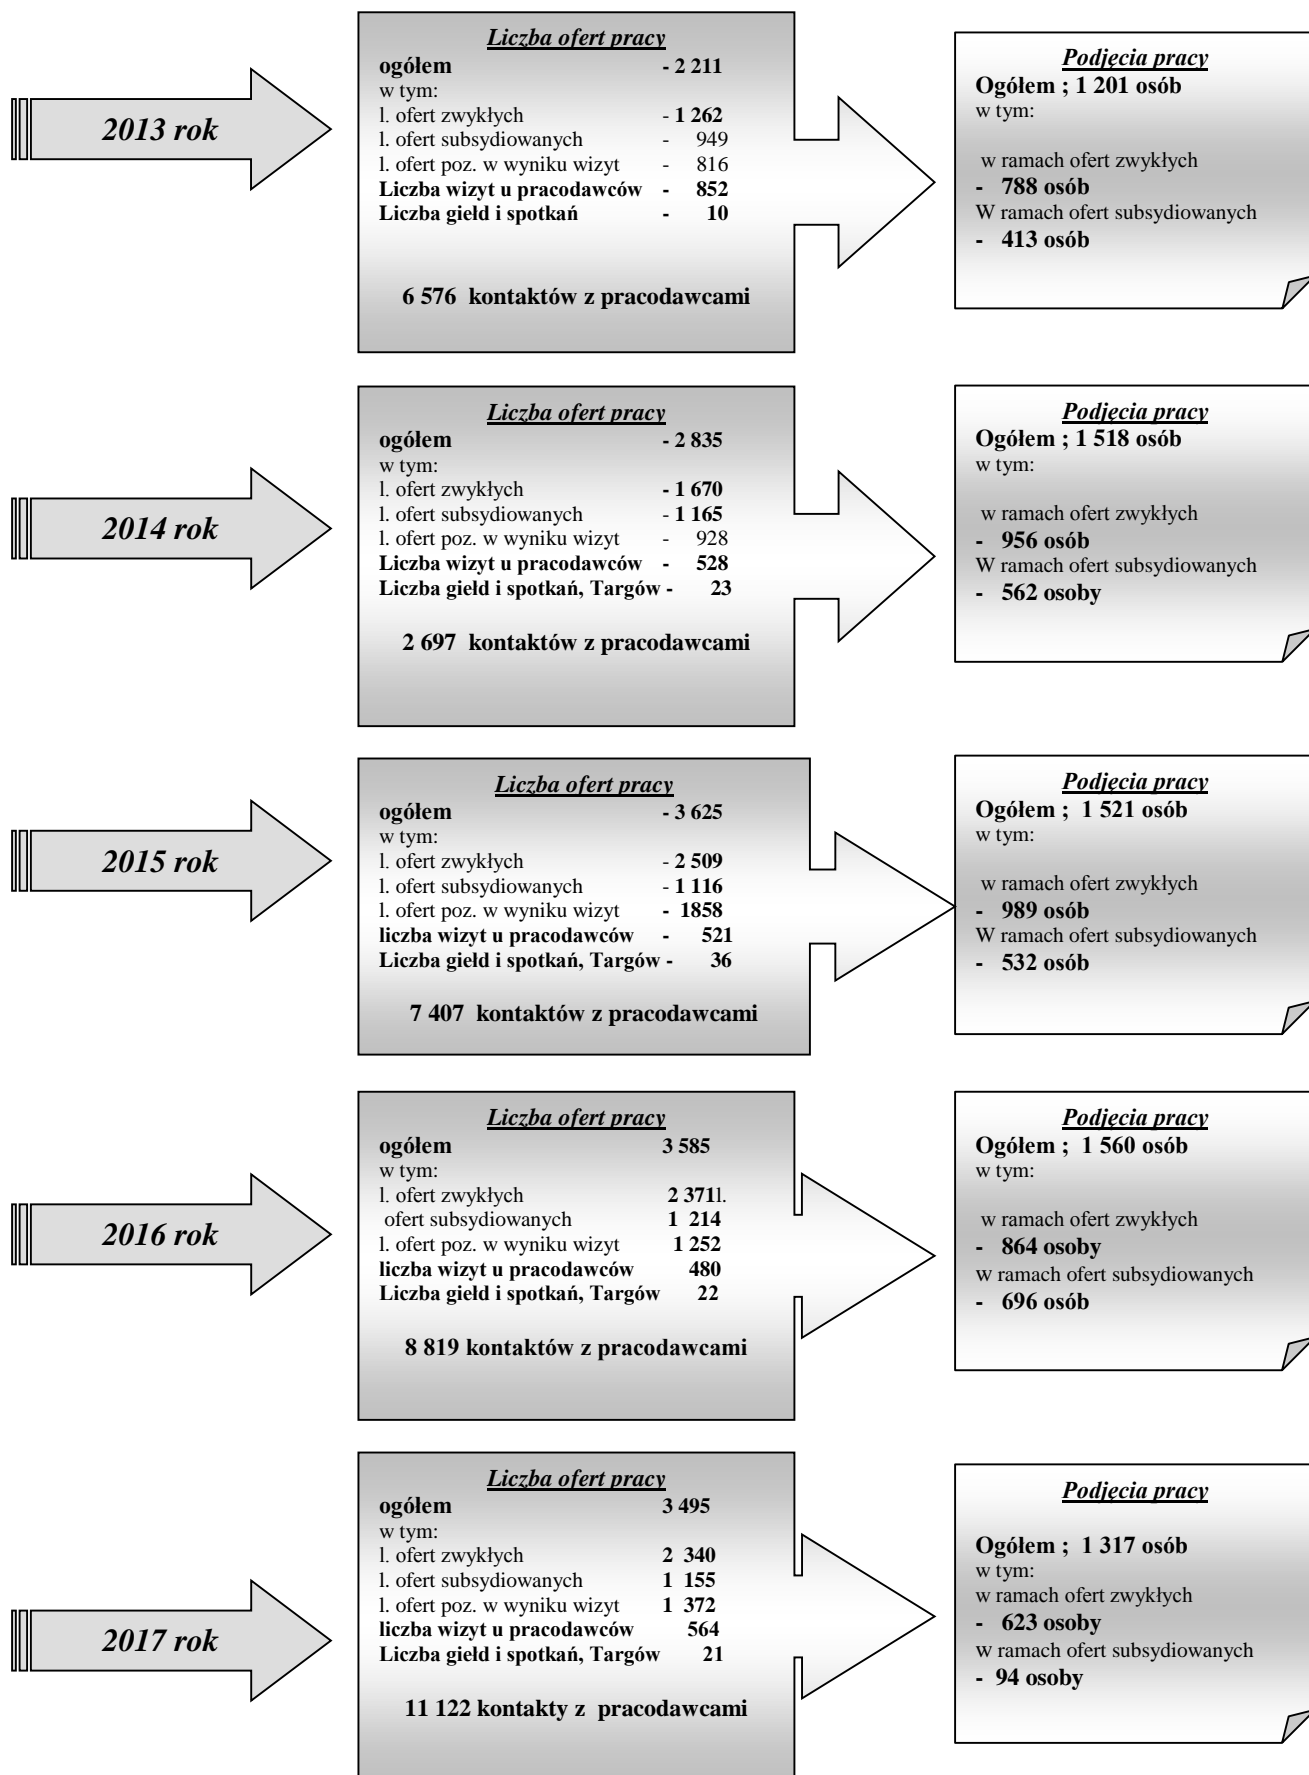 2013 rok
Liczba ofert pracy
ogółem - 2 211
w tym:
l. ofert zwykłych - 1 262
l. ofert subsydiowanych - 949
l. ofert poz. w wyniku wizyt - 816
Liczba wizyt u pracodawców - 852
Liczba giełd i spotkań - 10
6 576 kontaktów z pracodawcami
Podjęcia pracy
Ogółem ; 1 201 osób
w tym:
w ramach ofert zwykłych
- 788 osób
W ramach ofert subsydiowanych
- 413 osób
2014 rok
Liczba ofert pracy
ogółem - 2 835
w tym:
l. ofert zwykłych - 1 670
l. ofert subsydiowanych - 1 165
l. ofert poz. w wyniku wizyt - 928
Liczba wizyt u pracodawców - 528
Liczba giełd i spotkań, Targów - 23
2 697 kontaktów z pracodawcami
Podjęcia pracy
Ogółem ; 1 518 osób
w tym:
w ramach ofert zwykłych
- 956 osób
W ramach ofert subsydiowanych
- 562 osoby
2015 rok
Liczba ofert pracy
ogółem - 3 625
w tym:
l. ofert zwykłych - 2 509
l. ofert subsydiowanych - 1 116
l. ofert poz. w wyniku wizyt - 1858
liczba wizyt u pracodawców - 521
Liczba giełd i spotkań, Targów - 36
7 407 kontaktów z pracodawcami
Podjęcia pracy
Ogółem ; 1 521 osób
w tym:
w ramach ofert zwykłych
- 989 osób
W ramach ofert subsydiowanych
- 532 osób
2016 rok
Liczba ofert pracy
ogółem 3 585
w tym:
l. ofert zwykłych 2 371l.
ofert subsydiowanych 1 214
l. ofert poz. w wyniku wizyt 1 252
liczba wizyt u pracodawców 480
Liczba giełd i spotkań, Targów 22
8 819 kontaktów z pracodawcami
Podjęcia pracy
Ogółem ; 1 560 osób
w tym:
w ramach ofert zwykłych
- 864 osoby
W ramach ofert subsydiowanych
- 696 osób
2017 rok
Liczba ofert pracy
ogółem 3 495
w tym:
l. ofert zwykłych 2 340
l. ofert subsydiowanych 1 155
l. ofert poz. w wyniku wizyt 1 372
liczba wizyt u pracodawców 564
Liczba giełd i spotkań, Targów 21
11 122 kontakty z pracodawcami
Podjęcia pracy
Ogółem ; 1 317 osób
w tym:
w ramach ofert zwykłych
- 623 osoby
W ramach ofert subsydiowanych
- 94 osoby